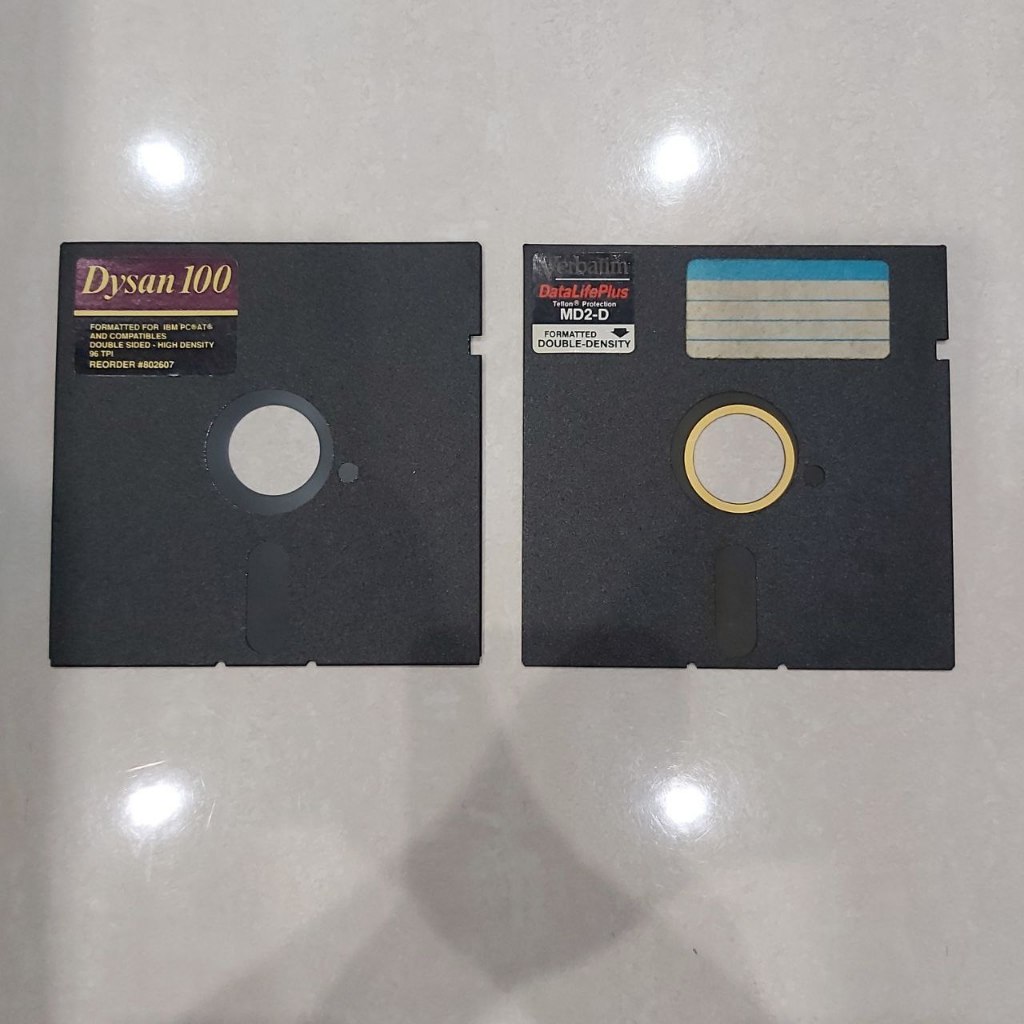 Dysan 100
FORMATTED FOR IBM PC®AT®
AND COMPATIBLES
DOUBLE SIDED - HIGH DENSITY
96 TPI
REORDER #802607
Verbatim
DataLifePlus
Teflon® Protection
MD2-D
FORMATTED
DOUBLE-DENSITY